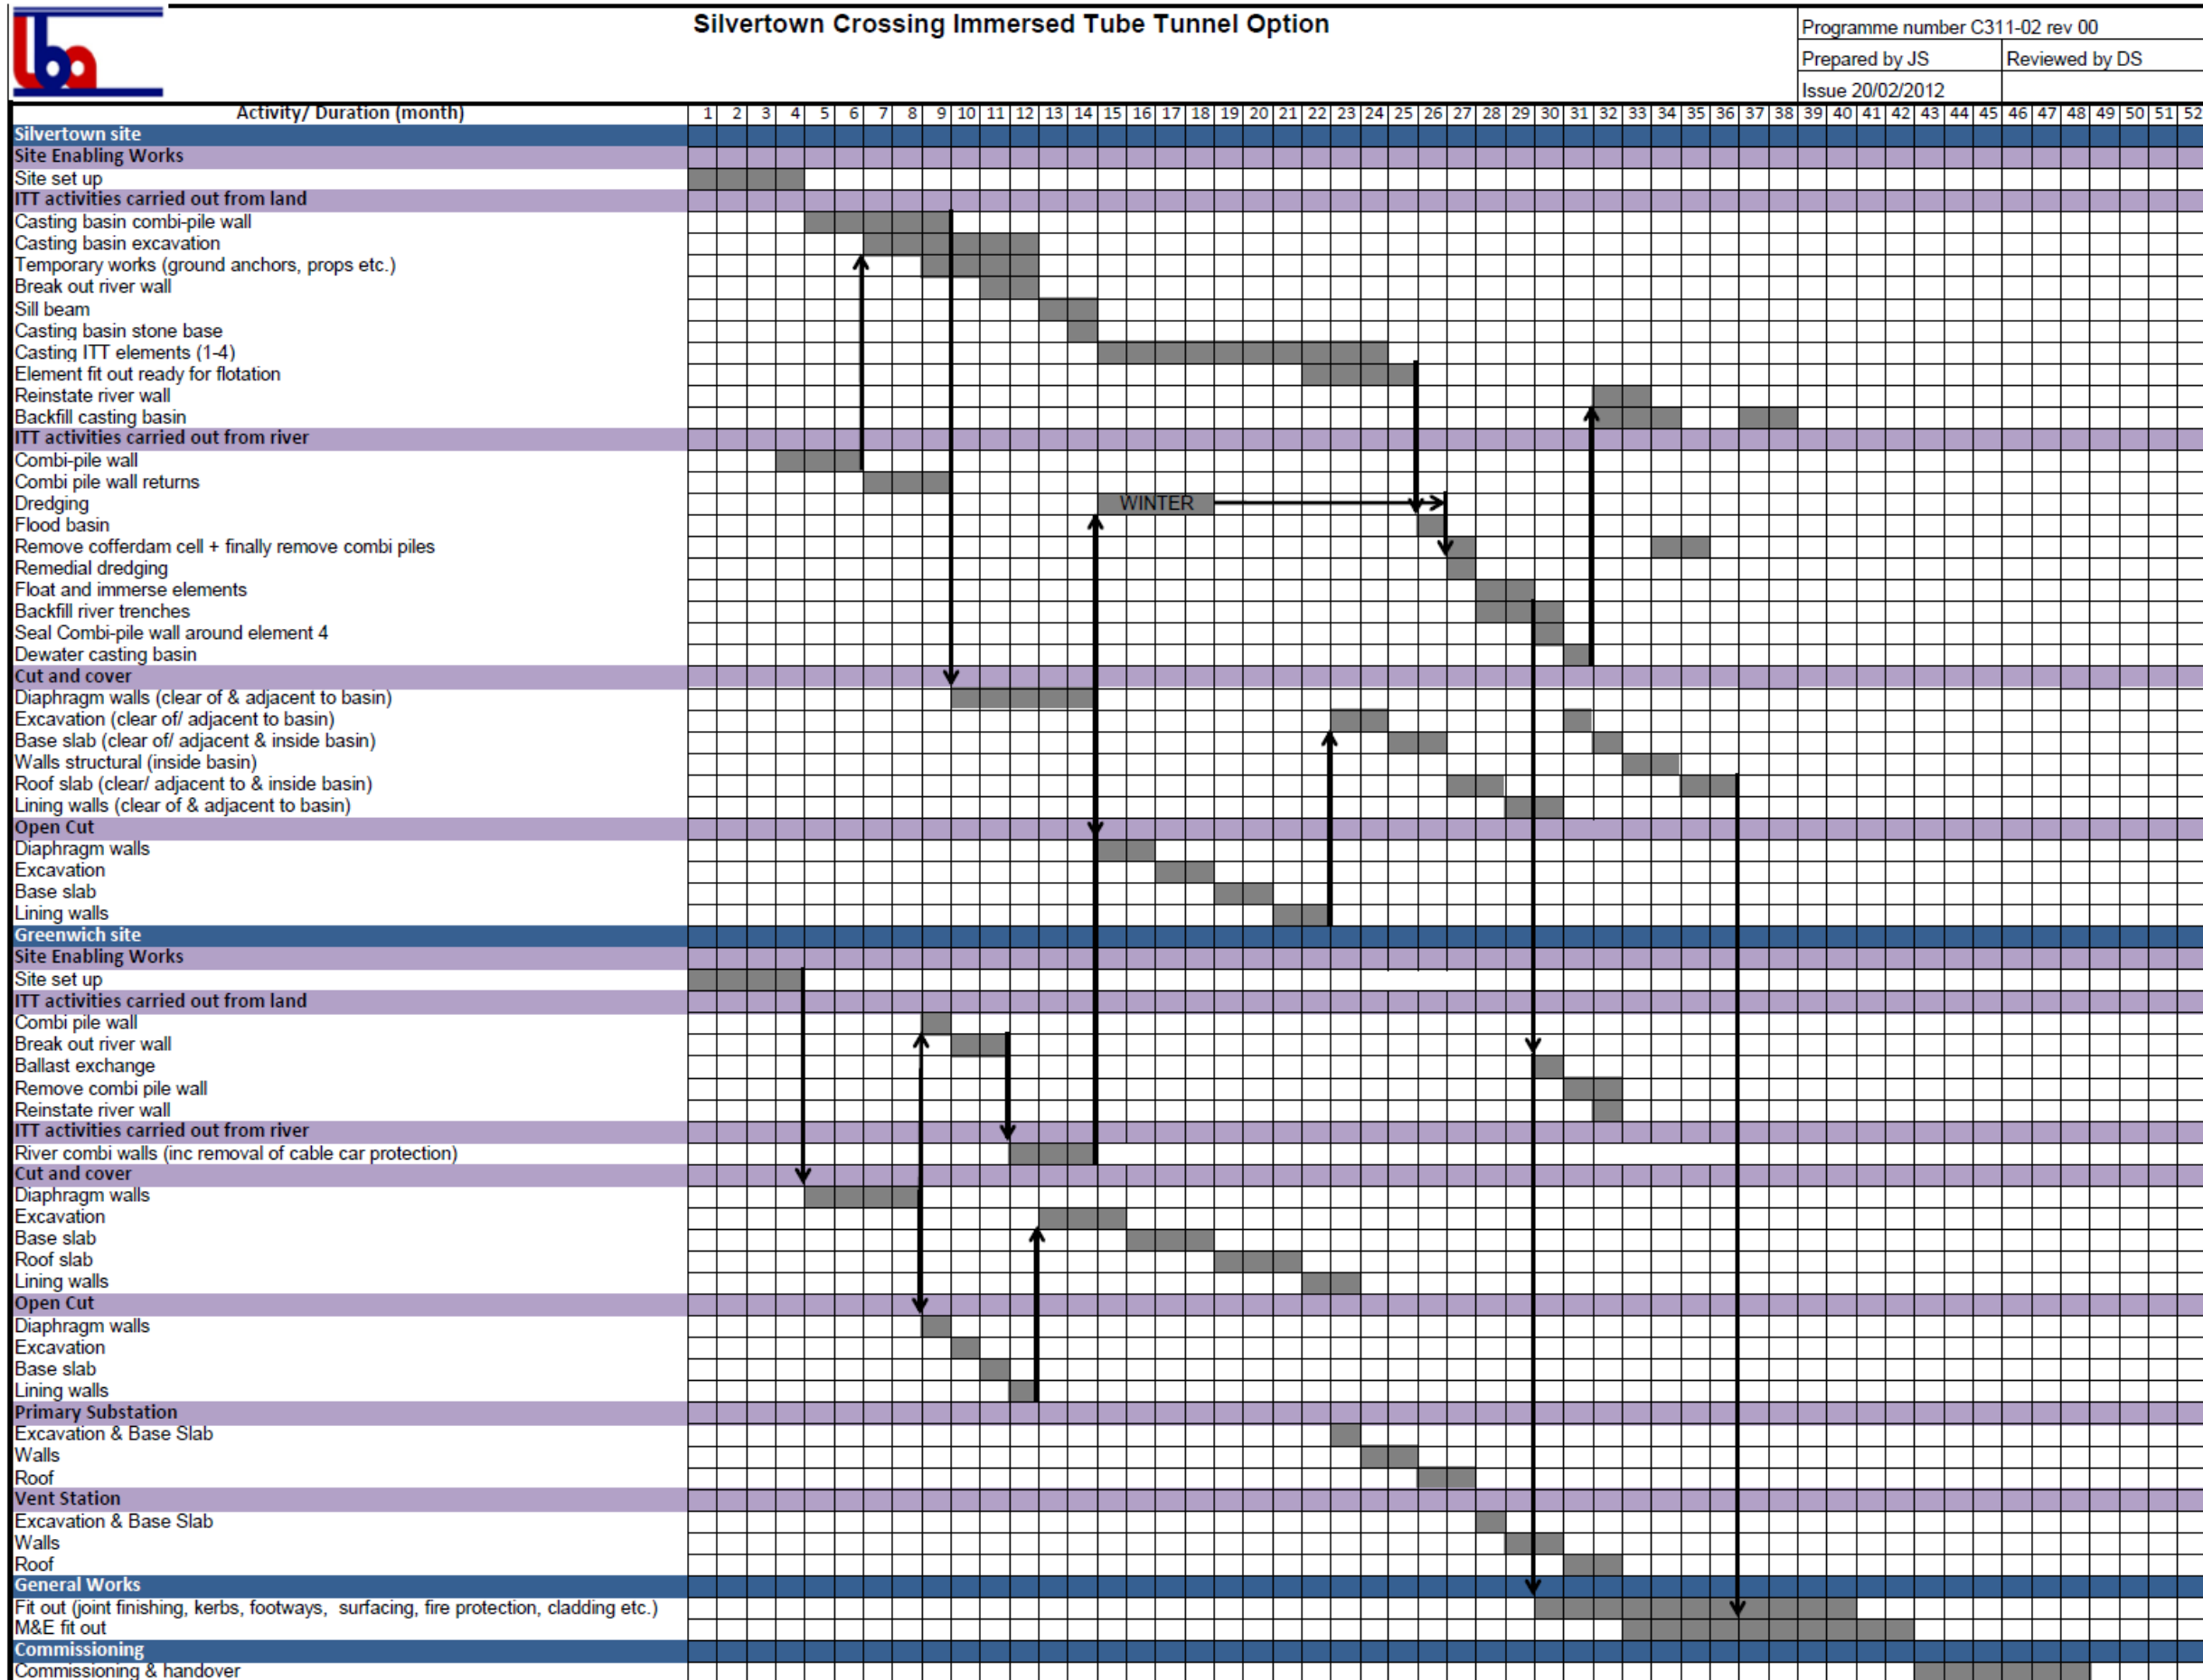 lba
Silvertown Crossing Immersed Tube Tunnel Option
Programme number C311-02 rev 00
Prepared by JS Reviewed by DS
Issue 20/02/2012
Activity/ Duration (month) 1 2 3 4 5 6 7 8 9 10 11 12 13 14 15 16 17 18 19 20 21 22 23 24 25 26 27 28 29 30 31 32 33 34 35 36 37 38 39 40 41 42 43 44 45 46 47 48 49 50 51 52
Silvertown site
Site Enabling Works
Site set up
ITT activities carried out from land
Casting basin combi-pile wall
Casting basin excavation
Temporary works (ground anchors, props etc.)
Break out river wall
Sill beam
Casting basin stone base
Casting ITT elements (1-4)
Element fit out ready for flotation
Reinstate river wall
Backfill casting basin
ITT activities carried out from river
Combi-pile wall
Combi pile wall returns
Dredging WINTER
Flood basin
Remove cofferdam cell + finally remove combi piles
Remedial dredging
Float and immerse elements
Backfill river trenches
Seal Combi-pile wall around element 4
Dewater casting basin
Cut and cover
Diaphragm walls (clear of & adjacent to basin)
Excavation (clear of/ adjacent to basin)
Base slab (clear of/ adjacent & inside basin)
Walls structural (inside basin)
Roof slab (clear/ adjacent to & inside basin)
Lining walls (clear of & adjacent to basin)
Open Cut
Diaphragm walls
Excavation
Base slab
Lining walls
Greenwich site
Site Enabling Works
Site set up
ITT activities carried out from land
Combi pile wall
Break out river wall
Ballast exchange
Remove combi pile wall
Reinstate river wall
ITT activities carried out from river
River combi walls (inc removal of cable car protection)
Cut and cover
Diaphragm walls
Excavation
Base slab
Roof slab
Lining walls
Open Cut
Diaphragm walls
Excavation
Base slab
Lining walls
Primary Substation
Excavation & Base Slab
Walls
Roof
Vent Station
Excavation & Base Slab
Walls
Roof
General Works
Fit out (joint finishing, kerbs, footways, surfacing, fire protection, cladding etc.)
M&E fit out
Commissioning
Commissioning & handover